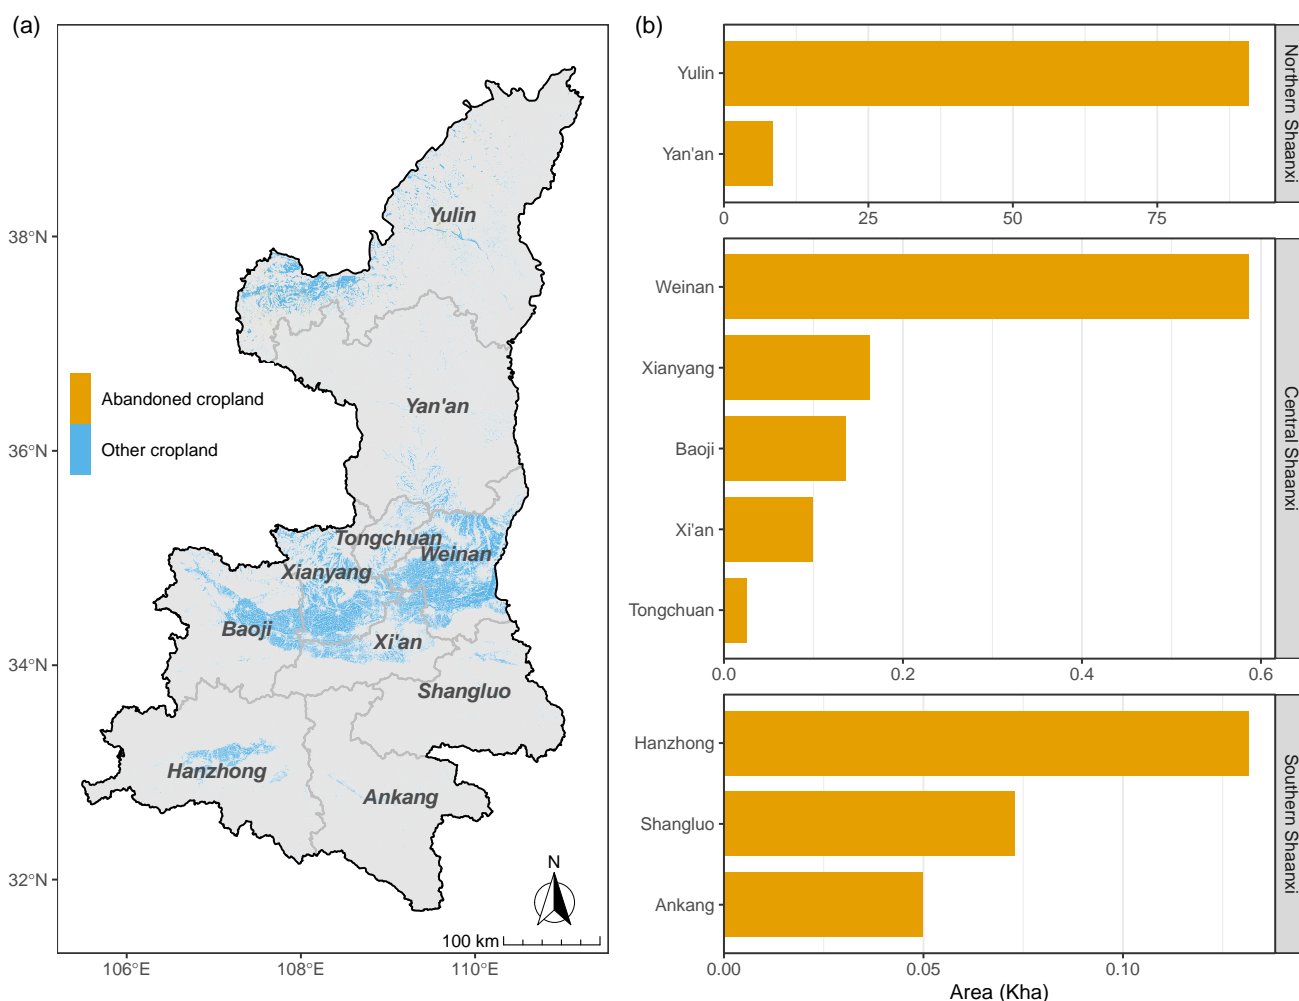 (a)
38°N
36°N
34°N
32°N
106°E
108°E
110°E
Yulin
Yan'an
Tongchuan
Weinan
Xianyang
Baoji
Xi'an
Shangluo
Hanzhong
Ankang
Abandoned cropland
Other cropland
N
100 km
(b)
Yulin
Yan'an
0
25
50
75
Northern Shaanxi
Weinan
Xianyang
Baoji
Xi'an
Tongchuan
0.0
0.2
0.4
0.6
Central Shaanxi
Hanzhong
Shangluo
Ankang
0.00
0.05
0.10
Southern Shaanxi
Area (Kha)